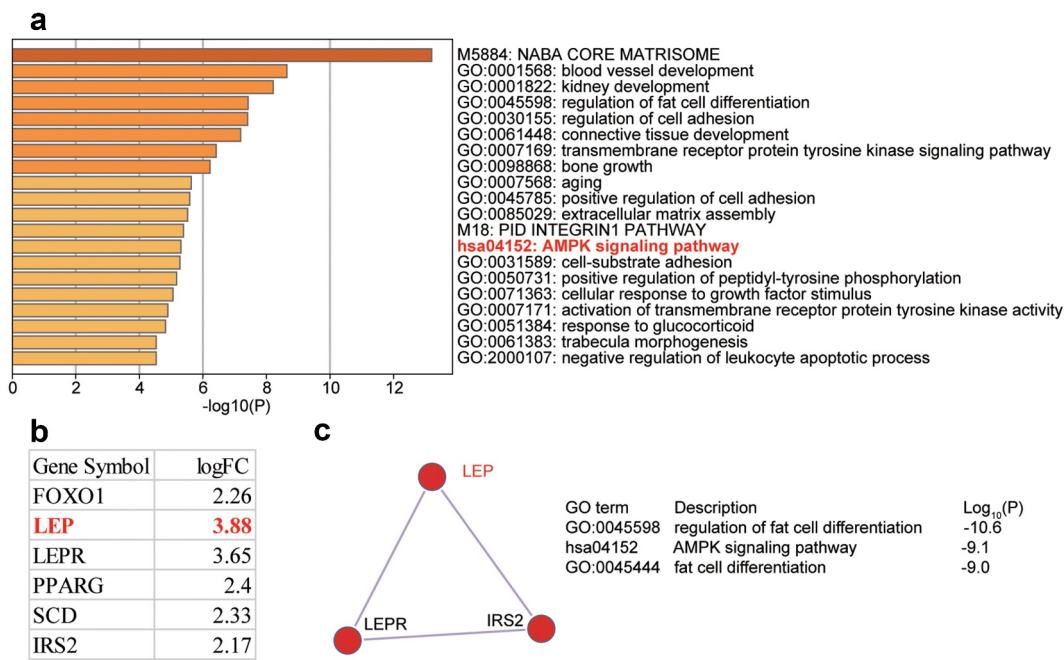 a
M5884: NABA CORE MATRISOME
GO:0001568: blood vessel development
GO:0001822: kidney development
GO:0045598: regulation of fat cell differentiation
GO:0030155: regulation of cell adhesion
GO:0061448: connective tissue development
GO:0007169: transmembrane receptor protein tyrosine kinase signaling pathway
GO:0098868: bone growth
GO:0007568: aging
GO:0045785: positive regulation of cell adhesion
GO:0085029: extracellular matrix assembly
M18: PID INTEGRIN1 PATHWAY
hsa04152: AMPK signaling pathway
GO:0031589: cell-substrate adhesion
GO:0050731: positive regulation of peptidyl-tyrosine phosphorylation
GO:0071363: cellular response to growth factor stimulus
GO:0007171: activation of transmembrane receptor protein tyrosine kinase activity
GO:0051384: response to glucocorticoid
GO:0061383: trabecula morphogenesis
GO:2000107: negative regulation of leukocyte apoptotic process
0 2 4 6 8 10 12
-log10(P)
b
Gene Symbol logFC
FOXO1 2.26
LEP 3.88
LEPR 3.65
PPARG 2.4
SCD 2.33
IRS2 2.17
c
LEP
LEPR
IRS2
GO term Description Log10(P)
GO:0045598 regulation of fat cell differentiation -10.6
hsa04152 AMPK signaling pathway -9.1
GO:0045444 fat cell differentiation -9.0